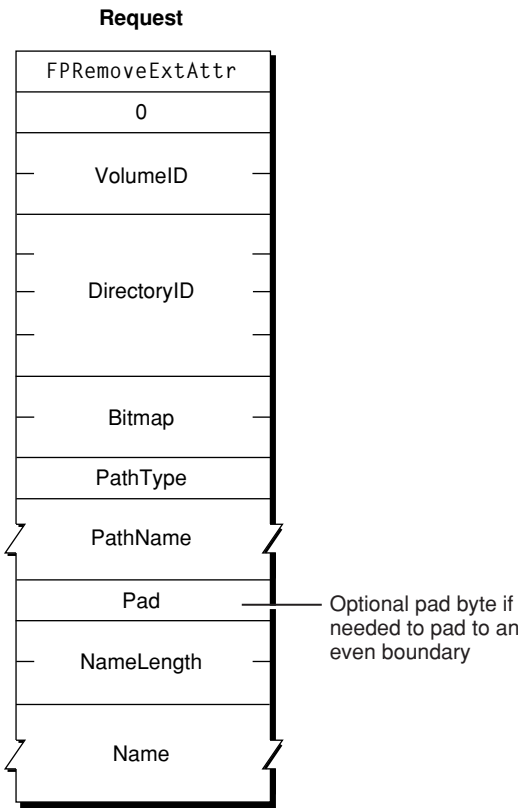 Request
FPRemoveExtAttr
0
VolumeID
DirectoryID
Bitmap
PathType
PathName
Pad
Optional pad byte if
needed to pad to an
even boundary
NameLength
Name